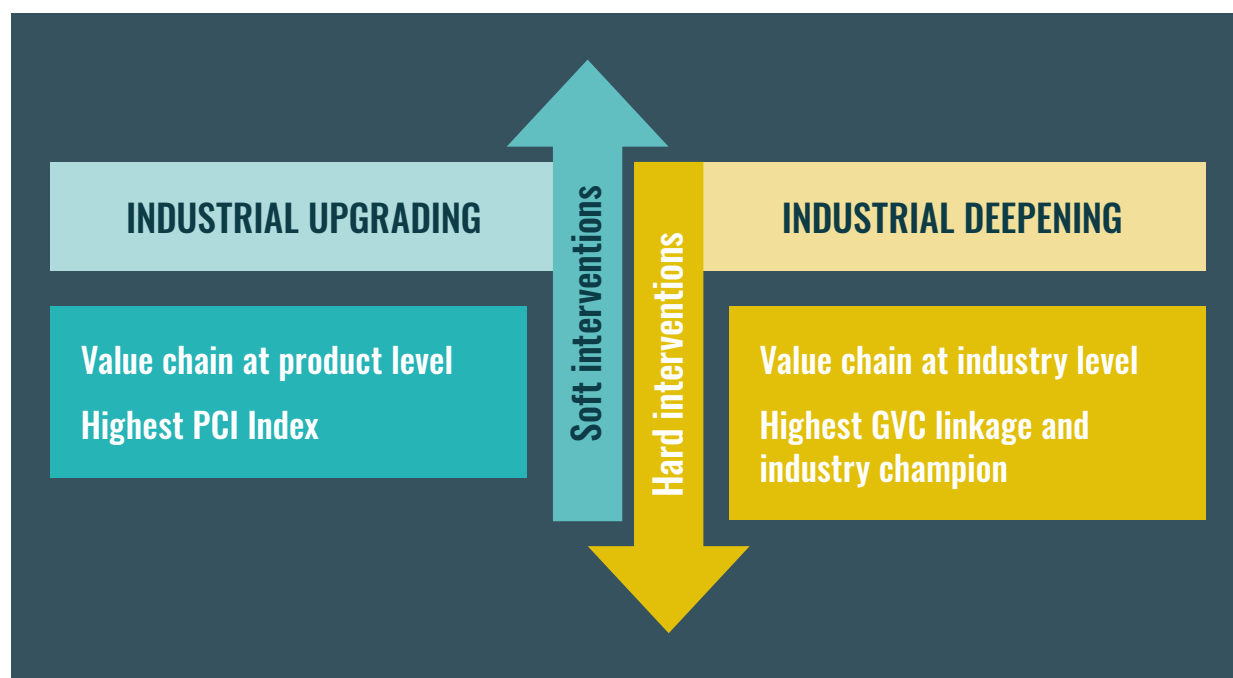 INDUSTRIAL UPGRADING
Value chain at product level
Highest PCI Index
Soft interventions
Hard interventions
INDUSTRIAL DEEPENING
Value chain at industry level
Highest GVC linkage and
industry champion